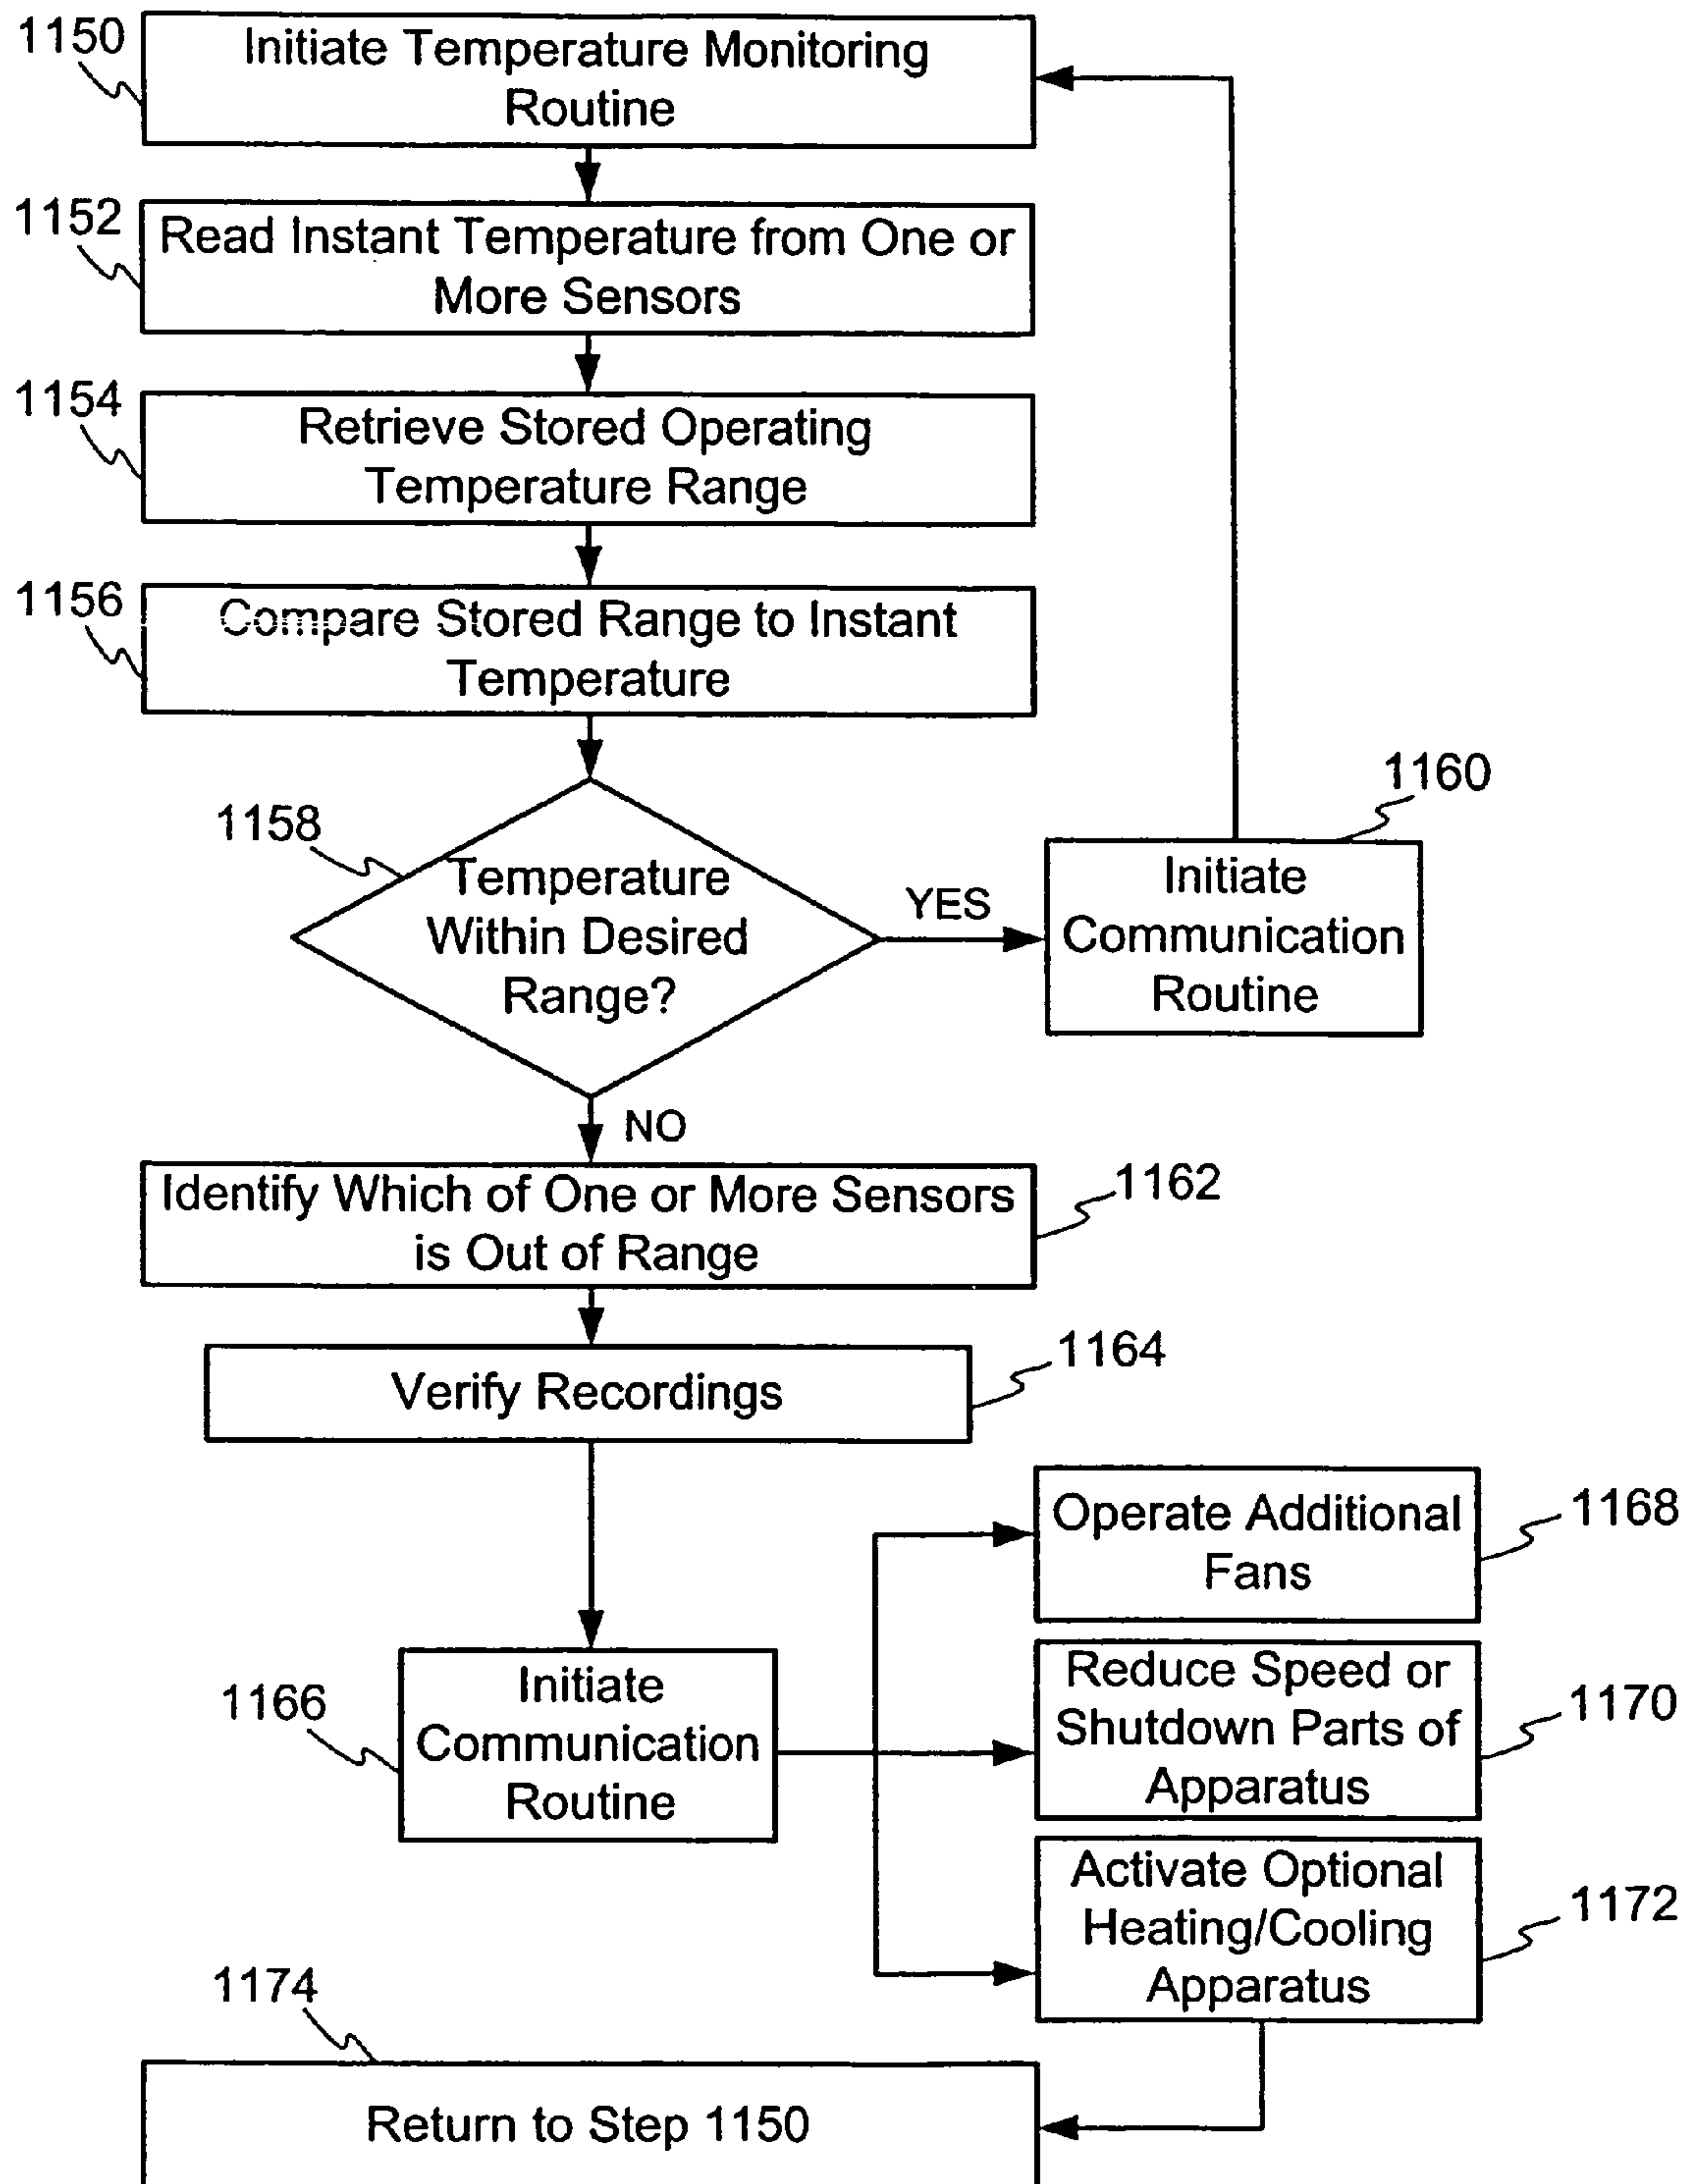 1150
Initiate Temperature Monitoring
Routine
1152
Read Instant Temperature from One or
More Sensors
1154
Retrieve Stored Operating
Temperature Range
1156
Compare Stored Range to Instant
Temperature
1158
Temperature
Within Desired
Range?
YES
1160
Initiate
Communication
Routine
NO
Identify Which of One or More Sensors
is Out of Range
1162
Verify Recordings
1164
1166
Initiate
Communication
Routine
Operate Additional
Fans
1168
Reduce Speed or
Shutdown Parts of
Apparatus
1170
Activate Optional
Heating/Cooling
Apparatus
1172
1174
Return to Step 1150